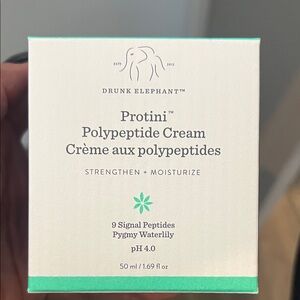 DRUNK ELEPHANT™
Protini™
Polypeptide Cream
Crème aux polypeptides
STRENGTHEN + MOISTURIZE
9 Signal Peptides
Pygmy Waterlily
pH 4.0
50 ml / 1.69 fl oz